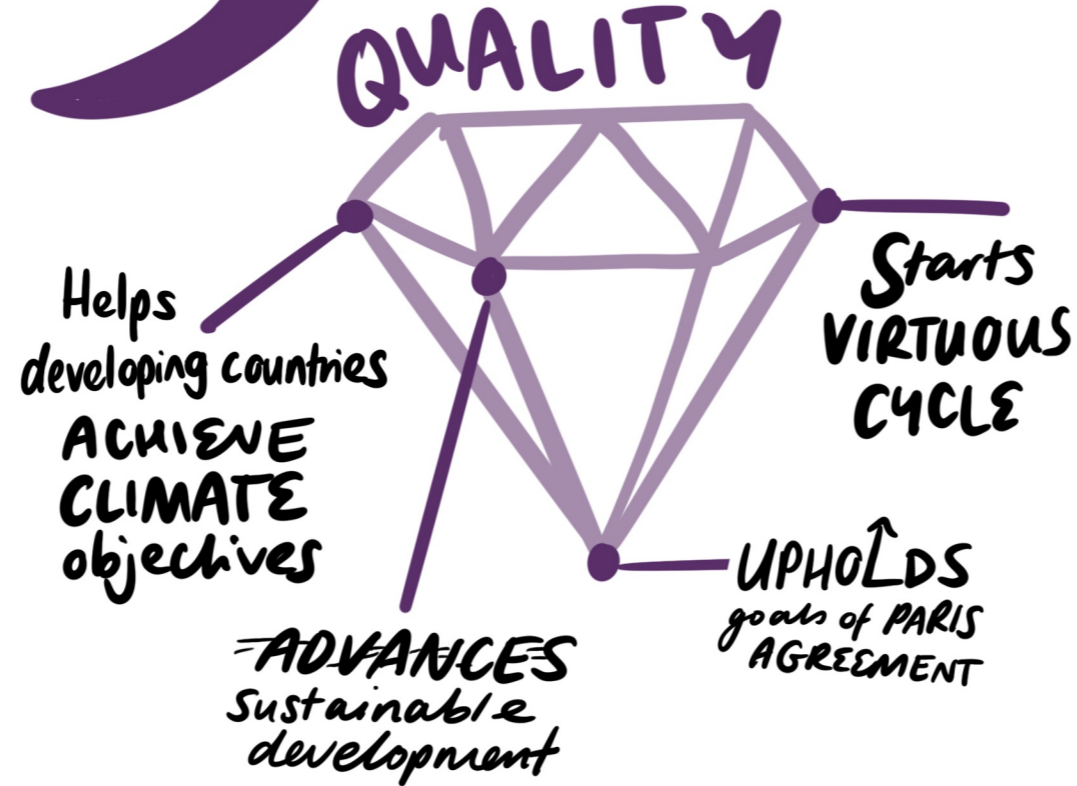 QUALITY
Helps
developing countries
ACHIEVE
CLIMATE
objectives
ADVANCES
sustainable
development
UPHOLDS
goals of PARIS
AGREEMENT
Starts
VIRTUOUS
CYCLE